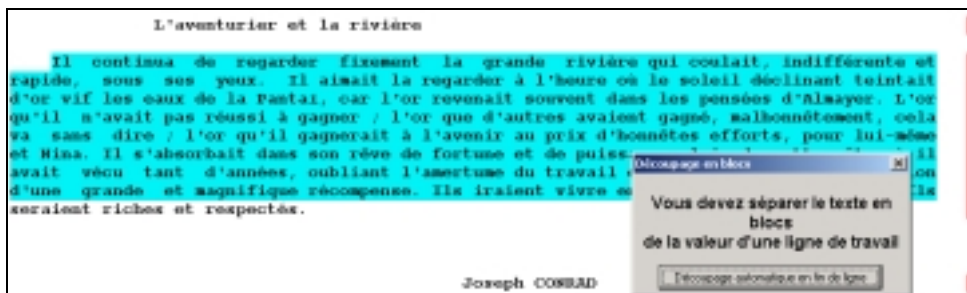 L'aventurier et la rivière
Il continua de regarder fixement la grande rivière qui coulait, indifférente et
rapide, sous ses yeux. Il aimait la regarder à l'heure où le soleil déclinant teintait
d'or vif les eaux de la Pantai, car l'or revenait souvent dans les pensées d'Almayer. L'or
qu'il n'avait pas réussi à gagner ; l'or que d'autres avaient gagné, malhonnêtement, cela
va sans dire ; l'or qu'il gagnerait à l'avenir au prix d'honnêtes efforts, pour lui-même
et Nina. Il s'absorbait dans son rêve de fortune et de
avait vécu tant d'années, oubliant l'amertume du travail
d'une grande et magnifique récompense. Ils iraient vivre
seraient riches et respectés.
Joseph CONRAD
Découpage en blocs
Vous devez séparer le texte en
blocs
de la valeur d'une ligne de travail
Découpage automatique en fin de ligne